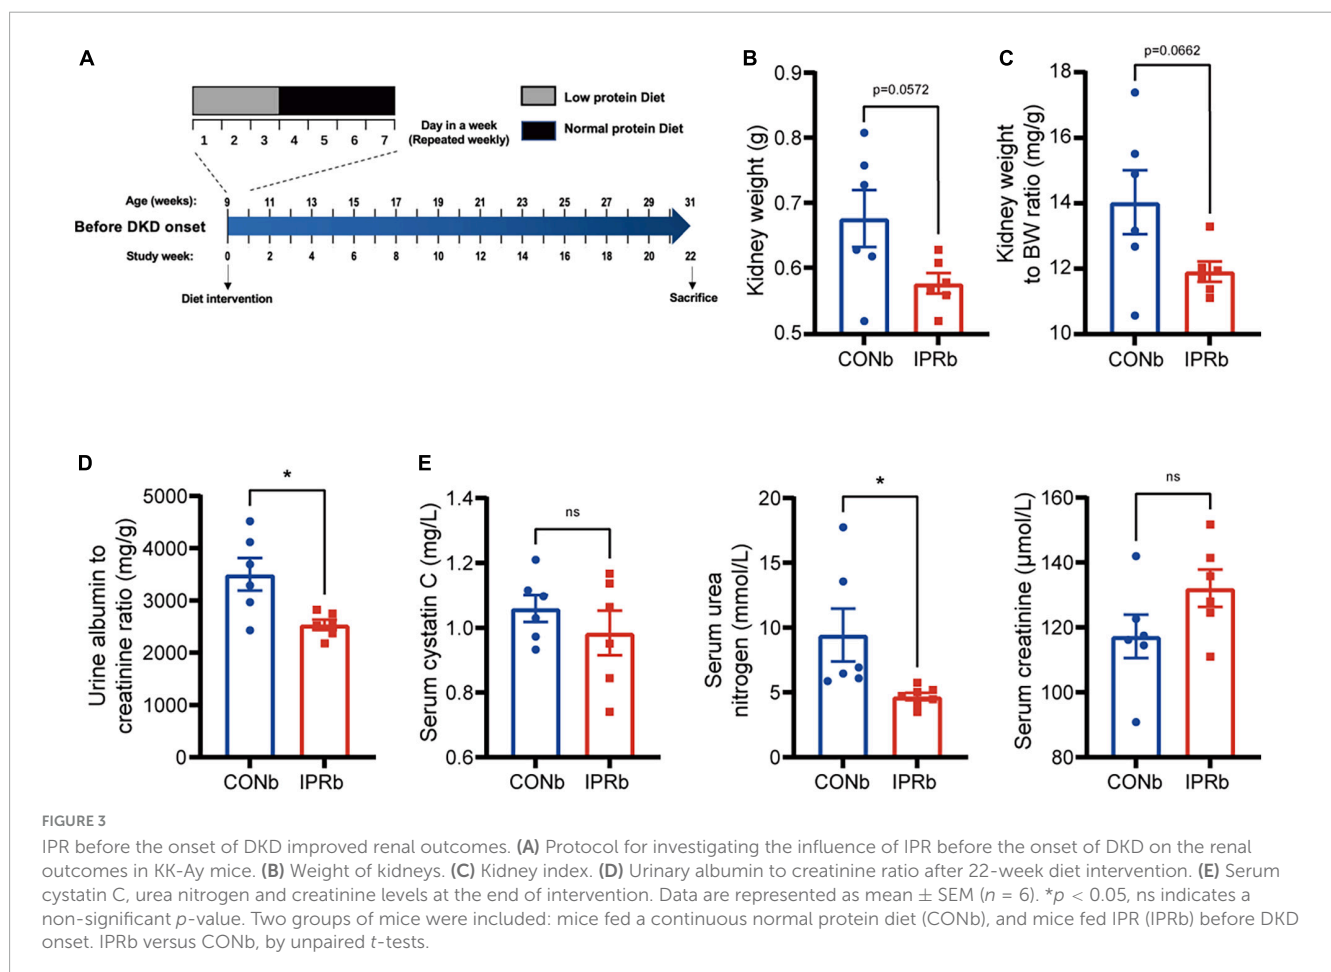 A
Low protein Diet
Normal protein Diet
1 2 3 4 5 6 7
Day in a week
(Repeated weekly)
Age (weeks): 9 11 13 15 17 19 21 23 25 27 29 31
Before DKD onset
Study week: 0 2 4 6 8 10 12 14 16 18 20 22
Diet intervention
Sacrifice
B
p=0.0572
Kidney weight (g)
0.9
0.8
0.7
0.6
0.5
CONb IPRb
C
p=0.0662
Kidney weight
to BW ratio (mg/g)
18
16
14
12
10
CONb IPRb
D
*
Urine albumin to
creatinine ratio (mg/g)
5000
4000
3000
2000
1000
0
CONb IPRb
E
ns
Serum cystatin C (mg/L)
1.4
1.2
1.0
0.8
0.6
CONb IPRb
*
Serum urea
nitrogen (mmol/L)
20
15
10
5
0
CONb IPRb
ns
Serum creatinine (µmol/L)
160
140
120
100
80
CONb IPRb
FIGURE 3
IPR before the onset of DKD improved renal outcomes. (A) Protocol for investigating the influence of IPR before the onset of DKD on the renal
outcomes in KK-Ay mice. (B) Weight of kidneys. (C) Kidney index. (D) Urinary albumin to creatinine ratio after 22-week diet intervention. (E) Serum
cystatin C, urea nitrogen and creatinine levels at the end of intervention. Data are represented as mean ± SEM (n = 6). *p < 0.05, ns indicates a
non-significant p-value. Two groups of mice were included: mice fed a continuous normal protein diet (CONb), and mice fed IPR (IPRb) before DKD
onset. IPRb versus CONb, by unpaired t-tests.